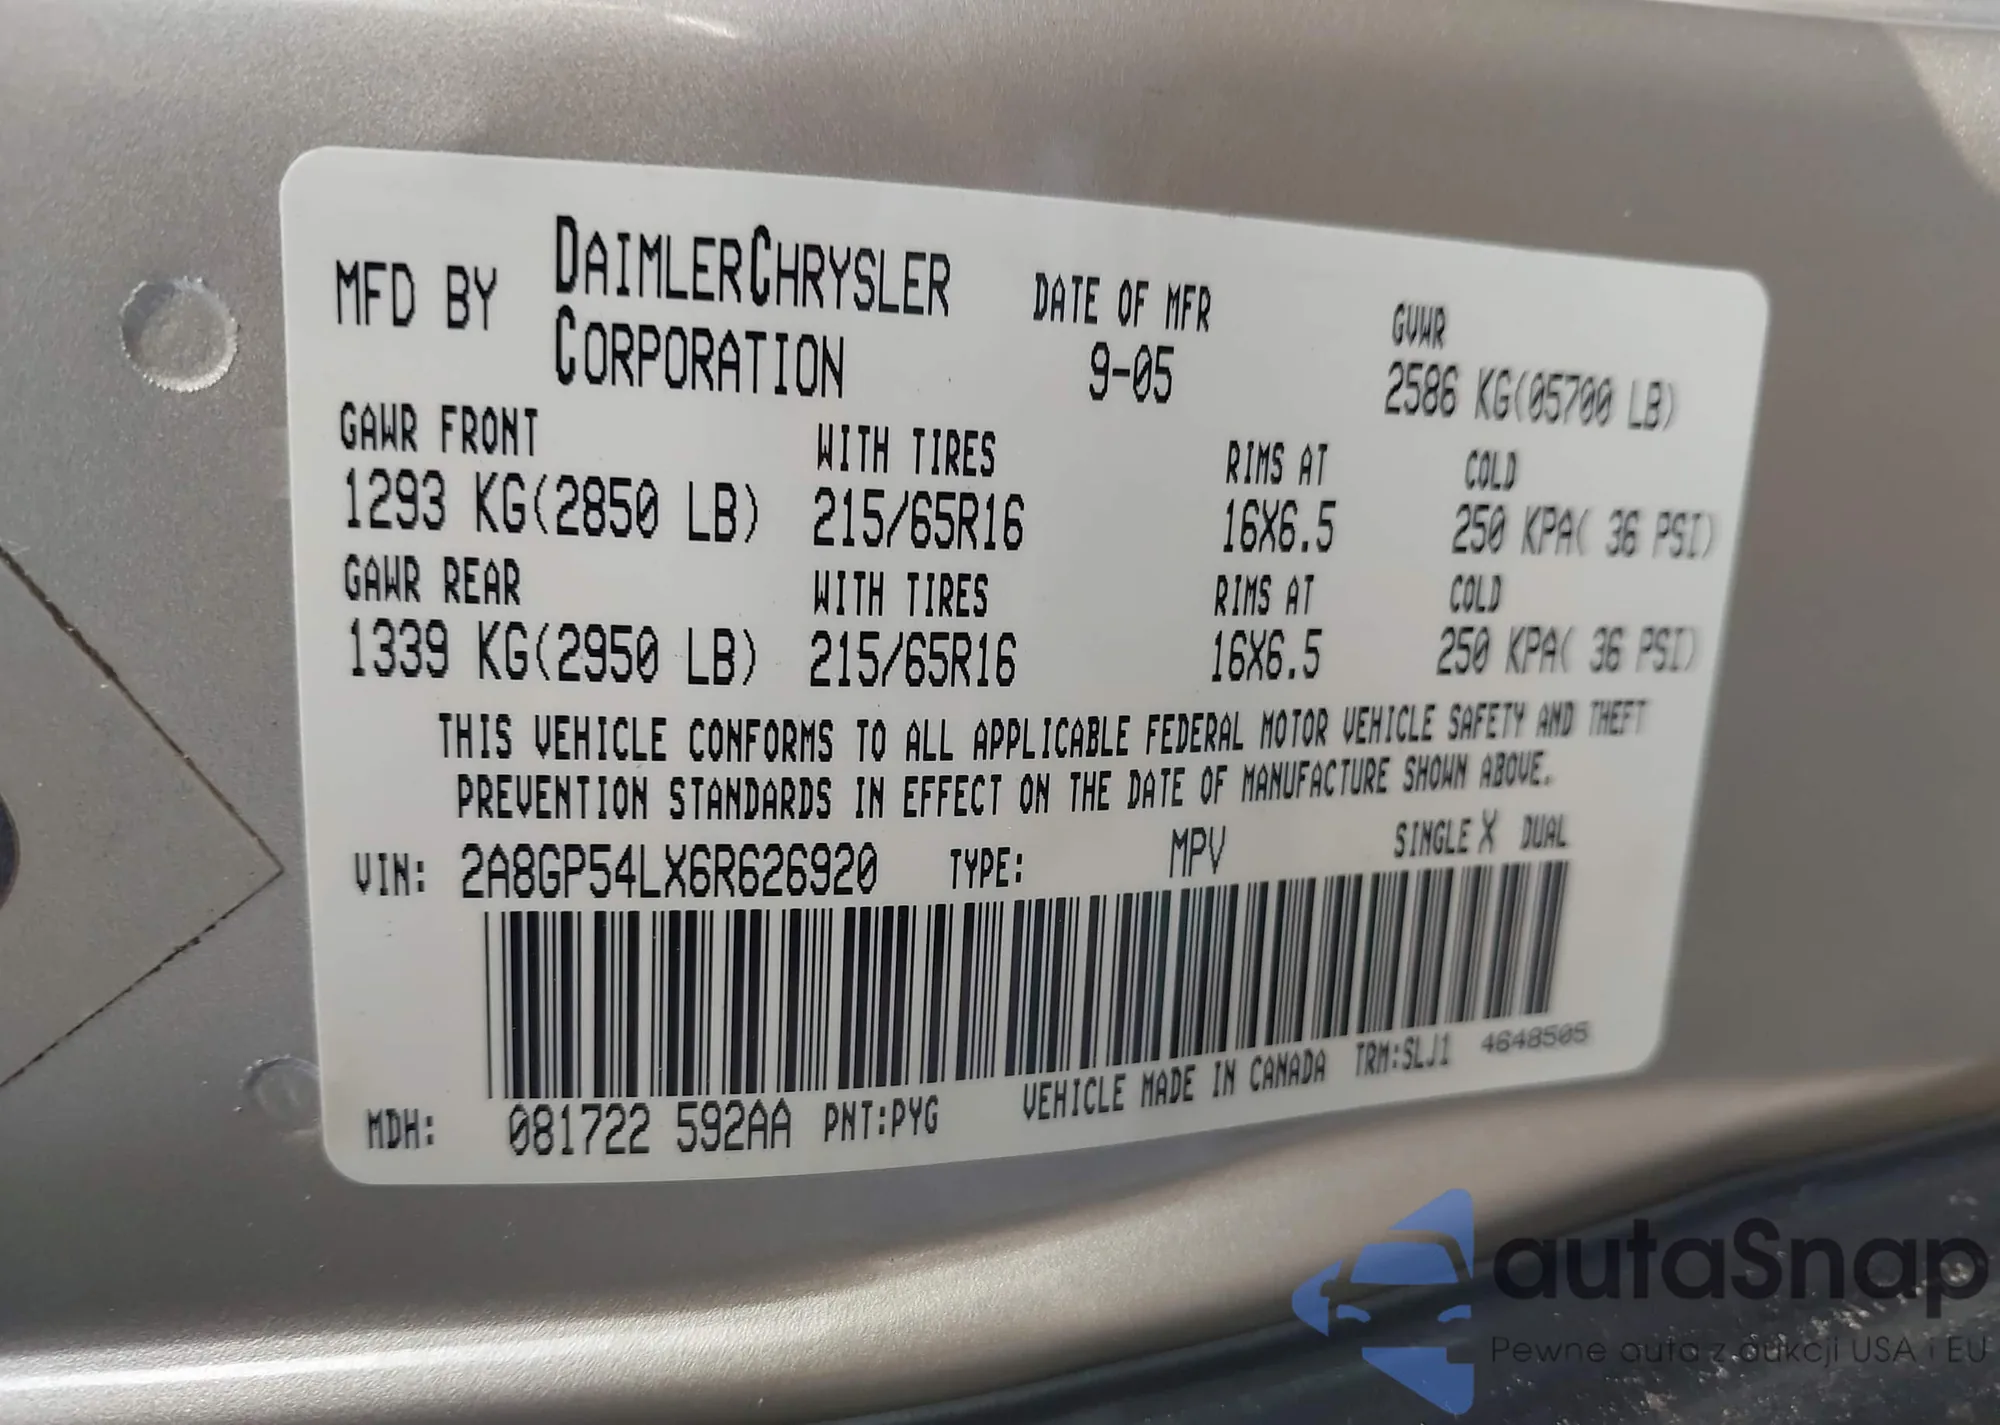 MFD BY DAIMLERCHRYSLER CORPORATION DATE OF MFR GVWR
9-05 2586 KG(05700 LB)
GAWR FRONT WITH TIRES RIMS AT COLD
1293 KG(2850 LB) 215/65R16 16X6.5 250 KPA( 36 PSI)
GAWR REAR WITH TIRES RIMS AT COLD
1339 KG(2950 LB) 215/65R16 16X6.5 250 KPA( 36 PSI)
THIS VEHICLE CONFORMS TO ALL APPLICABLE FEDERAL MOTOR VEHICLE SAFETY AND THEFT
PREVENTION STANDARDS IN EFFECT ON THE DATE OF MANUFACTURE SHOWN ABOVE.
VIN: 2A8GP54LX6R626920 TYPE: MPV SINGLE X DUAL
MDH: 081722 592AA PNT:PYG VEHICLE MADE IN CANADA TRM:SLJ1 4648505
autaSnap
Pewne auta z aukcji USA i EU